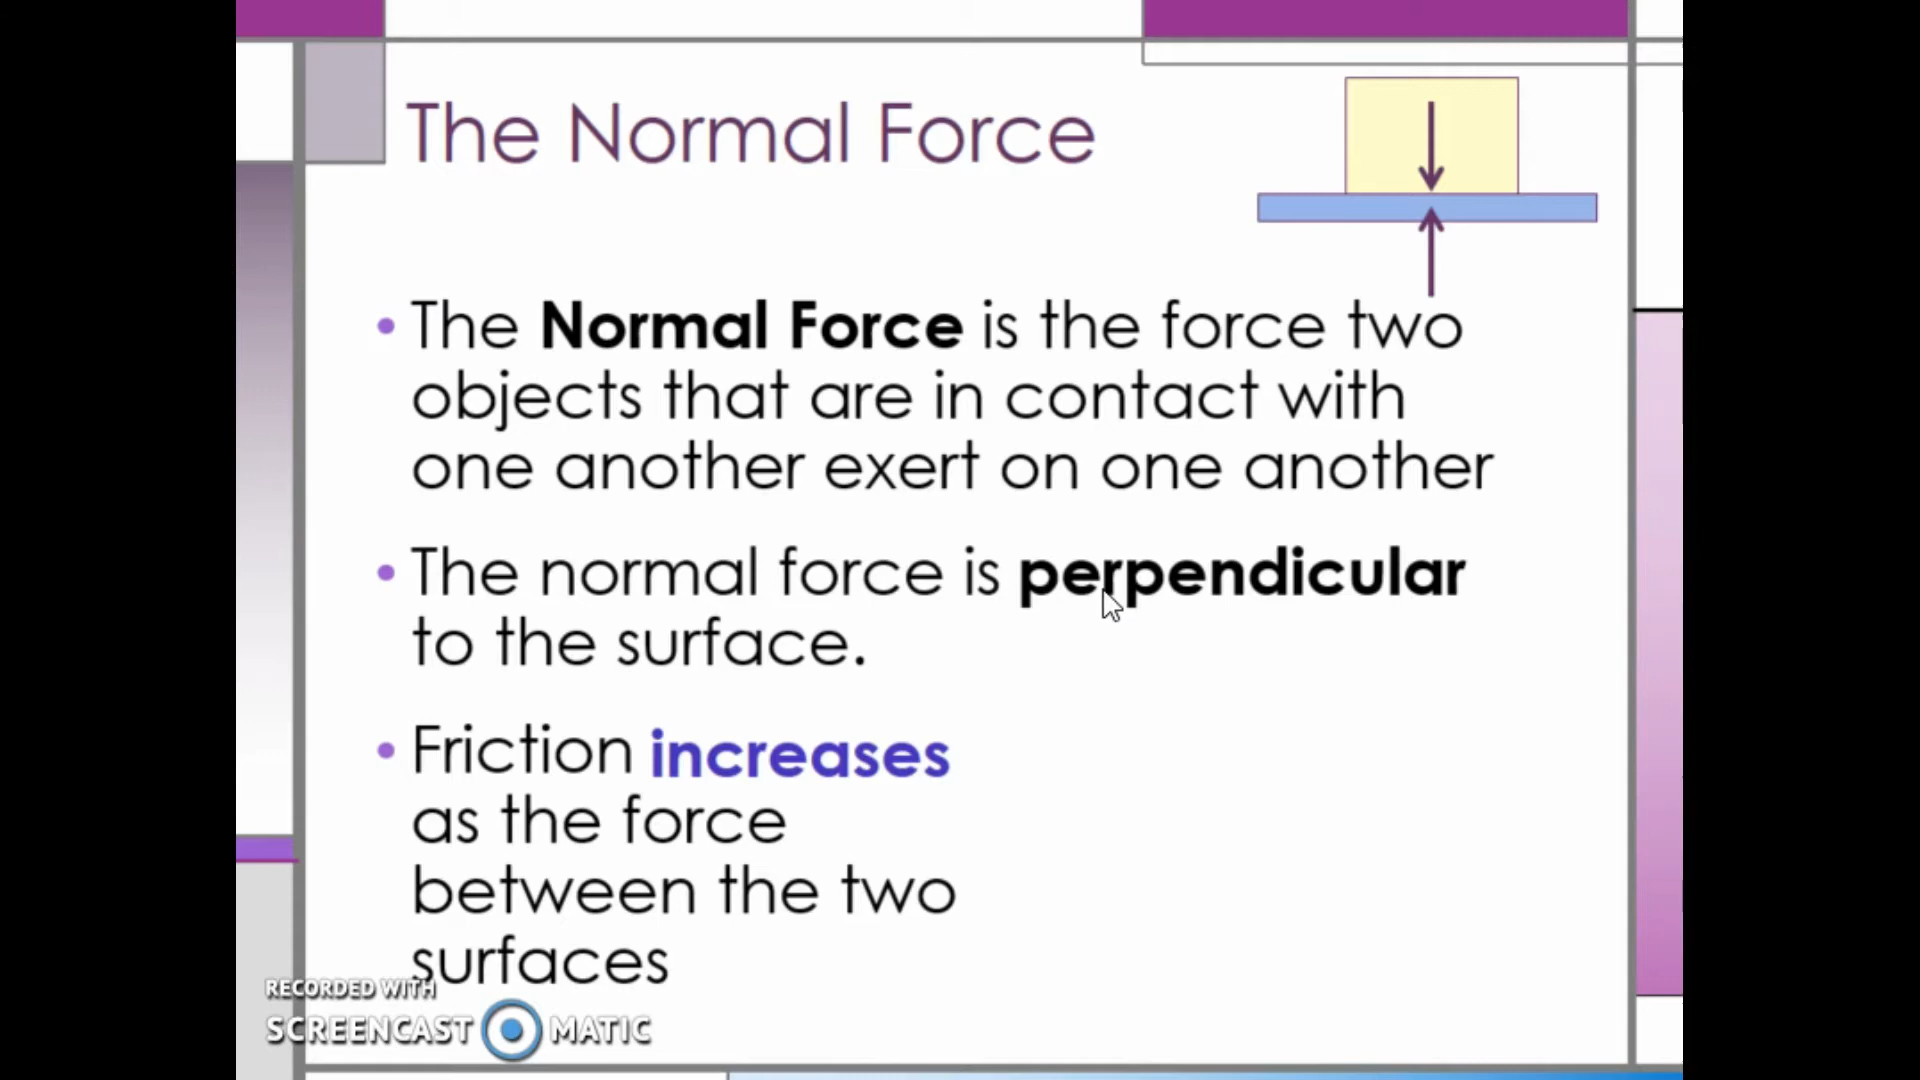 The Normal Force
• The Normal Force is the force two
objects that are in contact with
one another exert on one another
• The normal force is perpendicular
to the surface.
• Friction increases
as the force
between the two
surfaces
RECORDED WITH
SCREENCAST MATIC